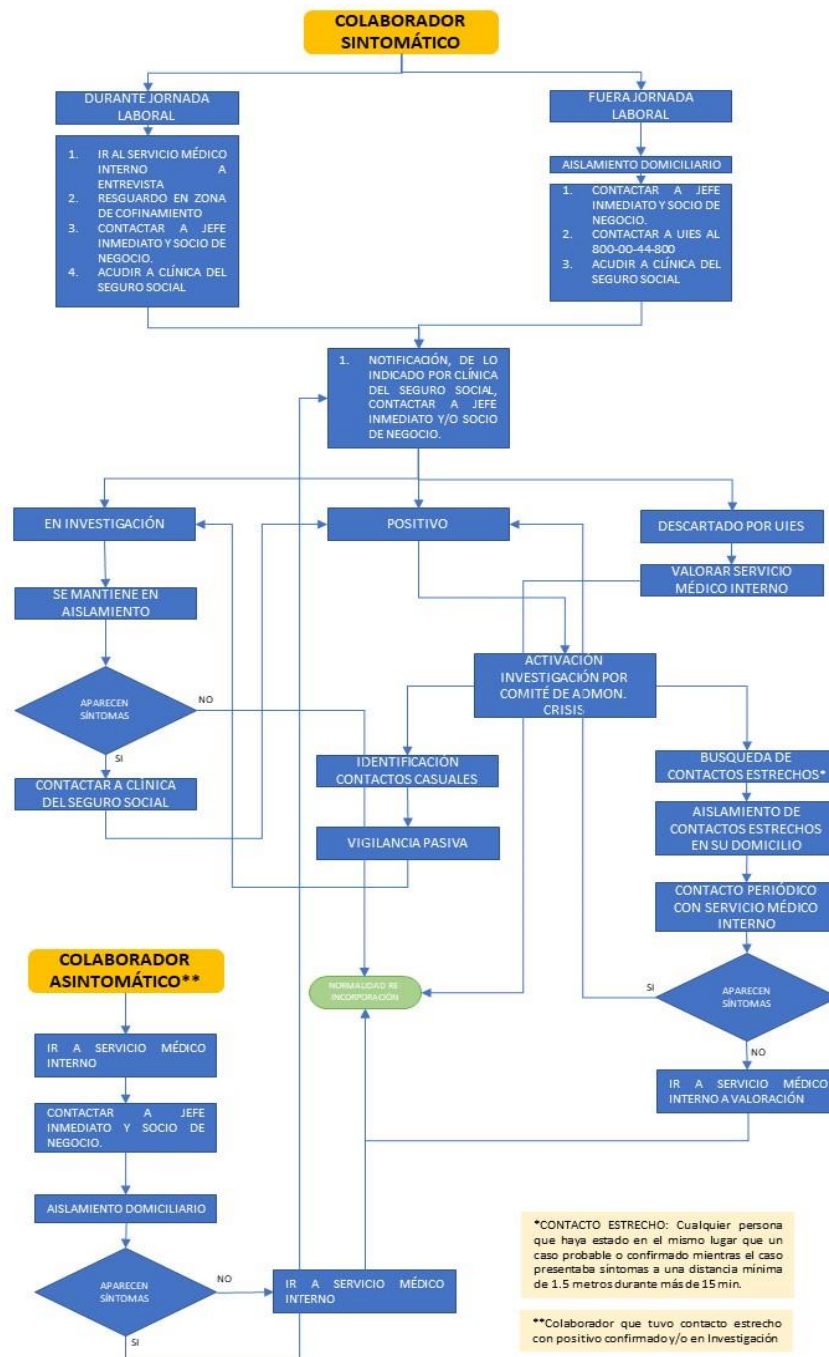 COLABORADOR
SINTOMÁTICO
DURANTE JORNADA
LABORAL
FUERA JORNADA
LABORAL
1. IR AL SERVICIO MÉDICO
INTERNO A
ENTREVISTA
2. RESGUARDO EN ZONA
DE COFINAMIENTO
3. CONTACTAR A JEFE
INMEDIATO Y SOCIO DE
NEGOCIO.
4. ACUDIR A CLÍNICA DEL
SEGURO SOCIAL
AISLAMIENTO DOMICILIARIO
1. CONTACTAR A JEFE
INMEDIATO Y SOCIO DE
NEGOCIO.
2. CONTACTAR A UIES AL
800-00-44-800
3. ACUDIR A CLÍNICA DEL
SEGURO SOCIAL
1. NOTIFICACIÓN, DE LO
INDICADO POR CLÍNICA
DEL SEGURO SOCIAL,
CONTACTAR A JEFE
INMEDIATO Y/O SOCIO
DE NEGOCIO.
EN INVESTIGACIÓN
POSITIVO
DESCARTADO POR UIES
SE MANTIENE EN
AISLAMIENTO
VALORAR SERVICIO
MÉDICO INTERNO
APARECEN
SÍNTOMAS
NO
SI
CONTACTAR A CLÍNICA
DEL SEGURO SOCIAL
ACTIVACIÓN
INVESTIGACIÓN POR
COMITÉ DE ADMON.
CRISIS
IDENTIFICACIÓN
CONTACTOS CASUALES
VIGILANCIA PASIVA
BUSQUEDA DE
CONTACTOS ESTRECHOS*
AISLAMIENTO DE
CONTACTOS ESTRECHOS
EN SU DOMICILIO
CONTACTO PERIÓDICO
CON SERVICIO MÉDICO
INTERNO
APARECEN
SÍNTOMAS
SI
NO
IR A SERVICIO MÉDICO
INTERNO A VALORACIÓN
NORMALIDAD RE
INCORPORACIÓN
COLABORADOR
ASINTOMÁTICO**
IR A SERVICIO MÉDICO
INTERNO
CONTACTAR A JEFE
INMEDIATO Y SOCIO DE
NEGOCIO.
AISLAMIENTO DOMICILIARIO
APARECEN
SÍNTOMAS
NO
SI
IR A SERVICIO MÉDICO
INTERNO
*CONTACTO ESTRECHO: Cualquier persona
que haya estado en el mismo lugar que un
caso probable o confirmado mientras el caso
presentaba síntomas a una distancia mínima
de 1.5 metros durante más de 15 min.
**Colaborador que tuvo contacto estrecho
con positivo confirmado y/o en Investigación